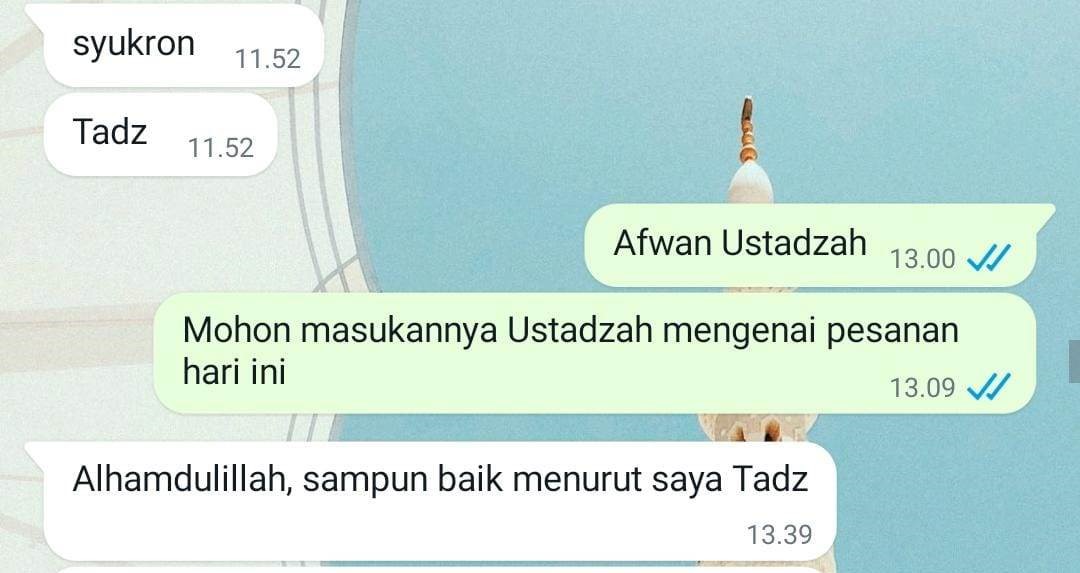 syukron 11.52
Tadz 11.52
Afwan Ustadzah 13.00
Mohon masukannya Ustadzah mengenai pesanan
hari ini 13.09
Alhamdulillah, sampun baik menurut saya Tadz
13.39